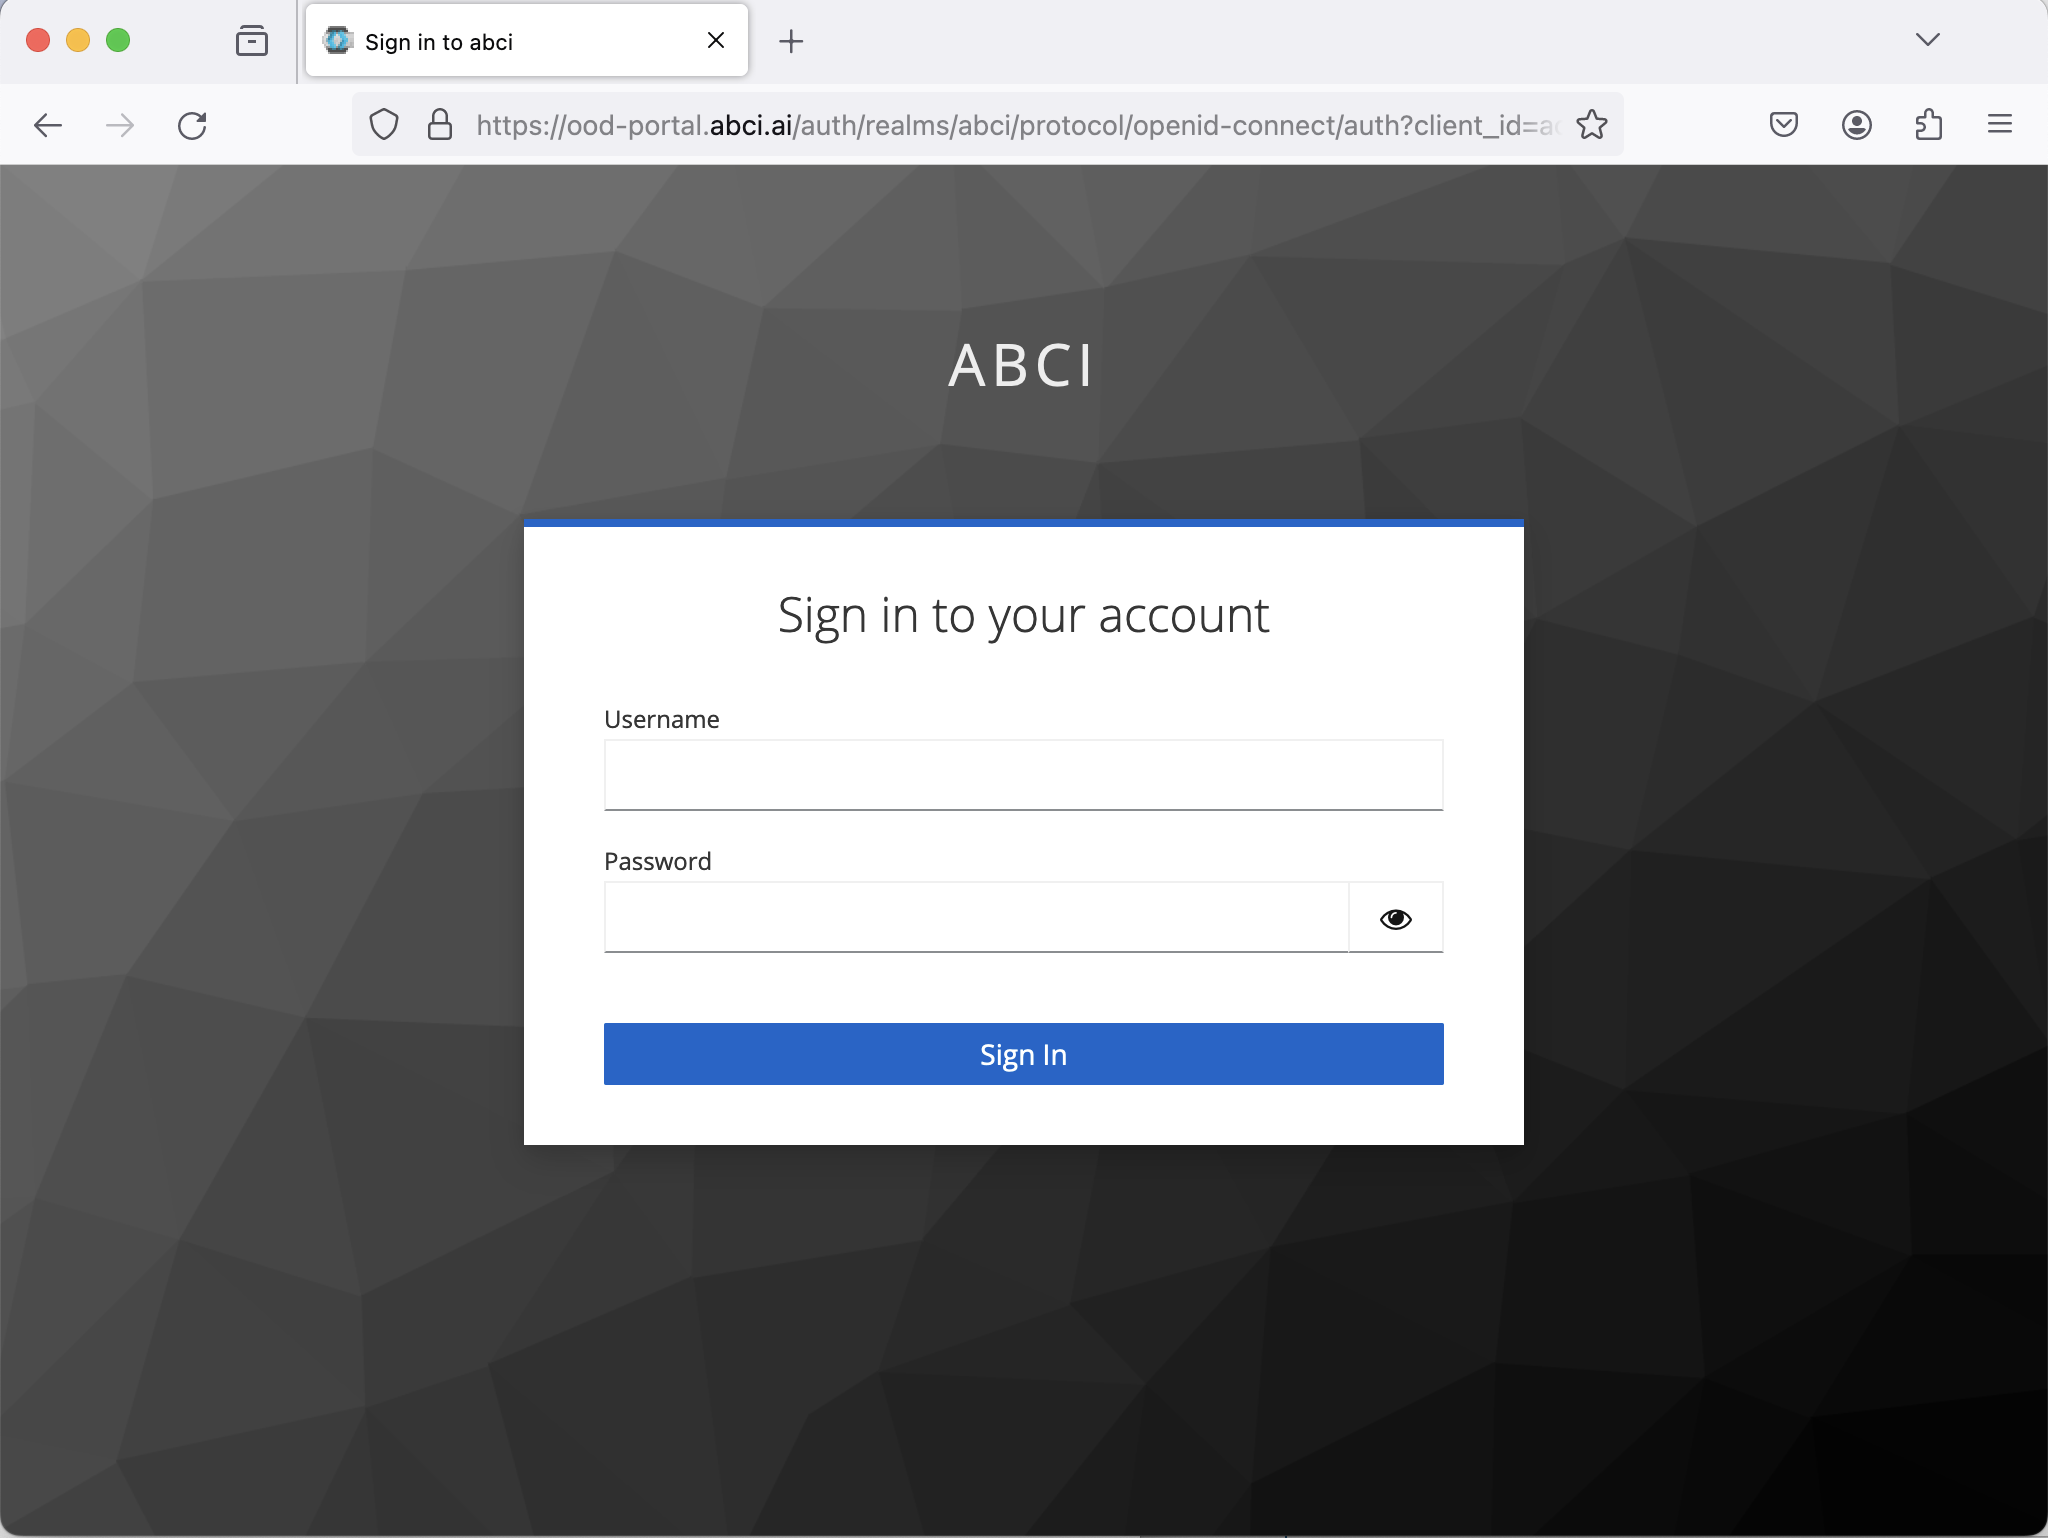 Sign in to abci
https://ood-portal.abci.ai/auth/realms/abci/protocol/openid-connect/auth?client_id=
ABCI
Sign in to your account
Username
Password
Sign In